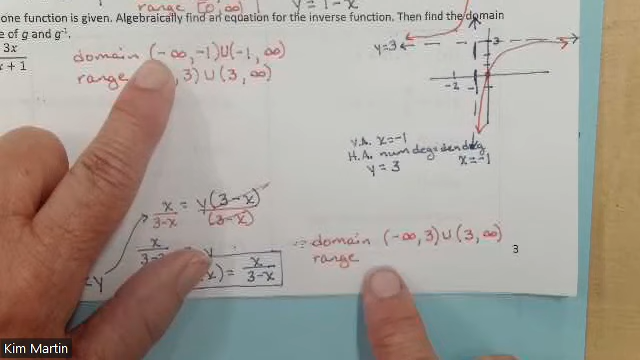 range [0, ∞) y = 1 - x
one function is given. Algebraically find an equation for the inverse function. Then find the domain
e of g and g⁻¹.
3x
x + 1
domain (-∞, -1) ∪ (-1, ∞)
range , 3) ∪ (3, ∞)
y=3
3
-2
V.A. x=-1
H.A. num deg = den deg
y = 3
x=-1
x/(3-x) = y(3-x)/(3-x)
x/(3-x) = y
(x) = x/(3-x)
=y
domain (-∞, 3) ∪ (3, ∞)
range
3
Kim Martin